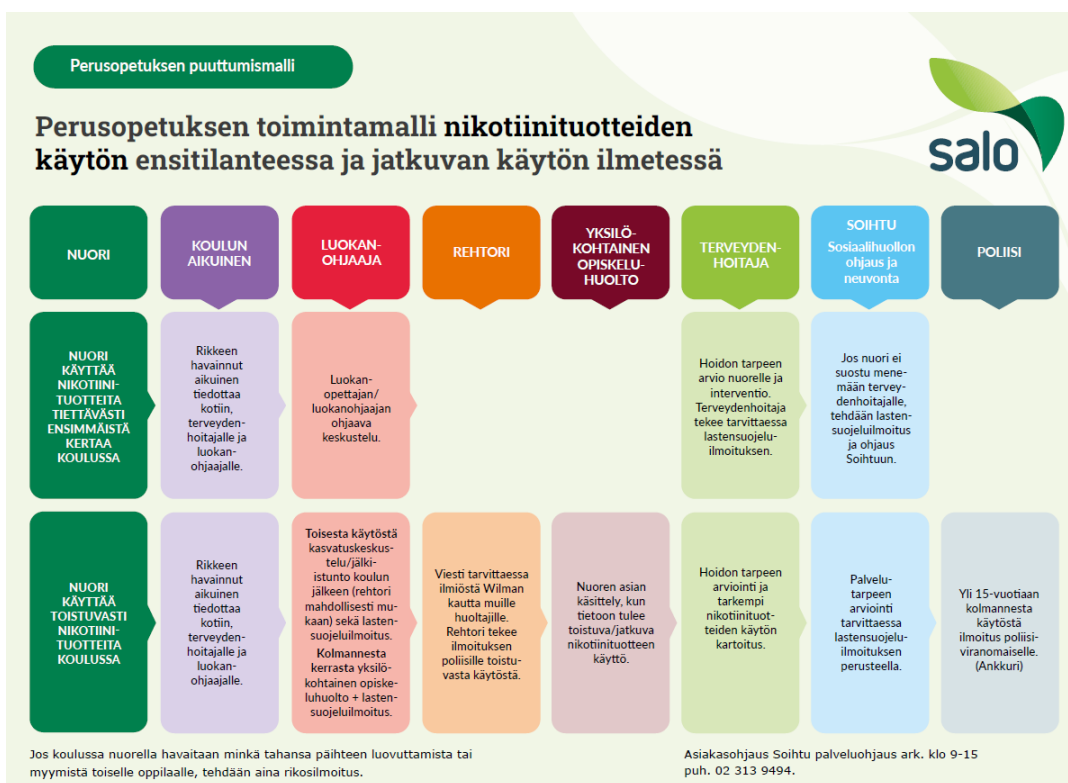 Perusopetuksen puuttumismalli
Perusopetuksen toimintamalli nikotiinituotteiden
käytön ensitilanteessa ja jatkuvan käytön ilmetessä
salo
NUORI
KOULUN
AIKUINEN
LUOKAN-
OHJAAJA
REHTORI
YKSILÖ-
KOHTAINEN
OPISKELU-
HUOLTO
TERVEYDEN-
HOITAJA
SOIHTU
Sosiaalihuollon
ohjaus ja
neuvonta
POLIISI
NUORI
KÄYTTÄÄ
NIKOTIINI-
TUOTTEITA
TIETTÄVÄSTI
ENSIMMÄISTÄ
KERTAA
KOULUSSA
Rikkeen
havainnut
aikuinen
tiedottaa
kotiin,
terveyden-
hoitajalle ja
luokan-
ohjaajalle.
Luokan-
opettajan/
luokanohjaajan
ohjaava
keskustelu.
Hoidon tarpeen
arvio nuorelle ja
interventio.
Terveydenhoitaja
tekee tarvittaessa
lastensuojelu-
ilmoituksen.
Jos nuori ei
suostu mene-
mään tervey-
denhoitajalle,
tehdään lasten-
suojeluilmoitus
ja ohjaus
Soihtuun.
NUORI
KÄYTTÄÄ
TOISTUVASTI
NIKOTIINI-
TUOTTEITA
KOULUSSA
Rikkeen
havainnut
aikuinen
tiedottaa
kotiin,
terveyden-
hoitajalle ja
luokan-
ohjaajalle.
Toisesta käytöstä
kasvatuskeskus-
telu/jälki-
istunto koulun
jälkeen (rehtori
mahdollisesti mu-
kaan) sekä lasten-
suojeluilmoitus.
Kolmannesta
kerrasta yksilö-
kohtainen opiske-
luhuolto + lasten-
suojeluilmoitus.
Viesti tarvittaessa
ilmiöstä Wilman
kautta muille
huoltajille.
Rehtori tekee
ilmoituksen
poliisille toistu-
vasta käytöstä.
Nuoren asian
käsittely, kun
tietoon tulee
toistuva/jatkuva
nikotiinituotteen
käyttö.
Hoidon tarpeen
arviointi ja
tarkempi
nikotiinituot-
teiden käytön
kartoitus.
Palvelu-
tarpeen
arviointi
tarvittaessa
lastensuojelu-
ilmoituksen
perusteella.
Yli 15-vuotiaan
kolmannesta
käytöstä
ilmoitus poliisi-
viranomaiselle.
(Ankkuri)
Jos koulussa nuorella havaitaan minkä tahansa päihteen luovuttamista tai
myymistä toiselle oppilaalle, tehdään aina rikosilmoitus.
Asiakasohjaus Soihtu palveluohjaus ark. klo 9-15
puh. 02 313 9494.